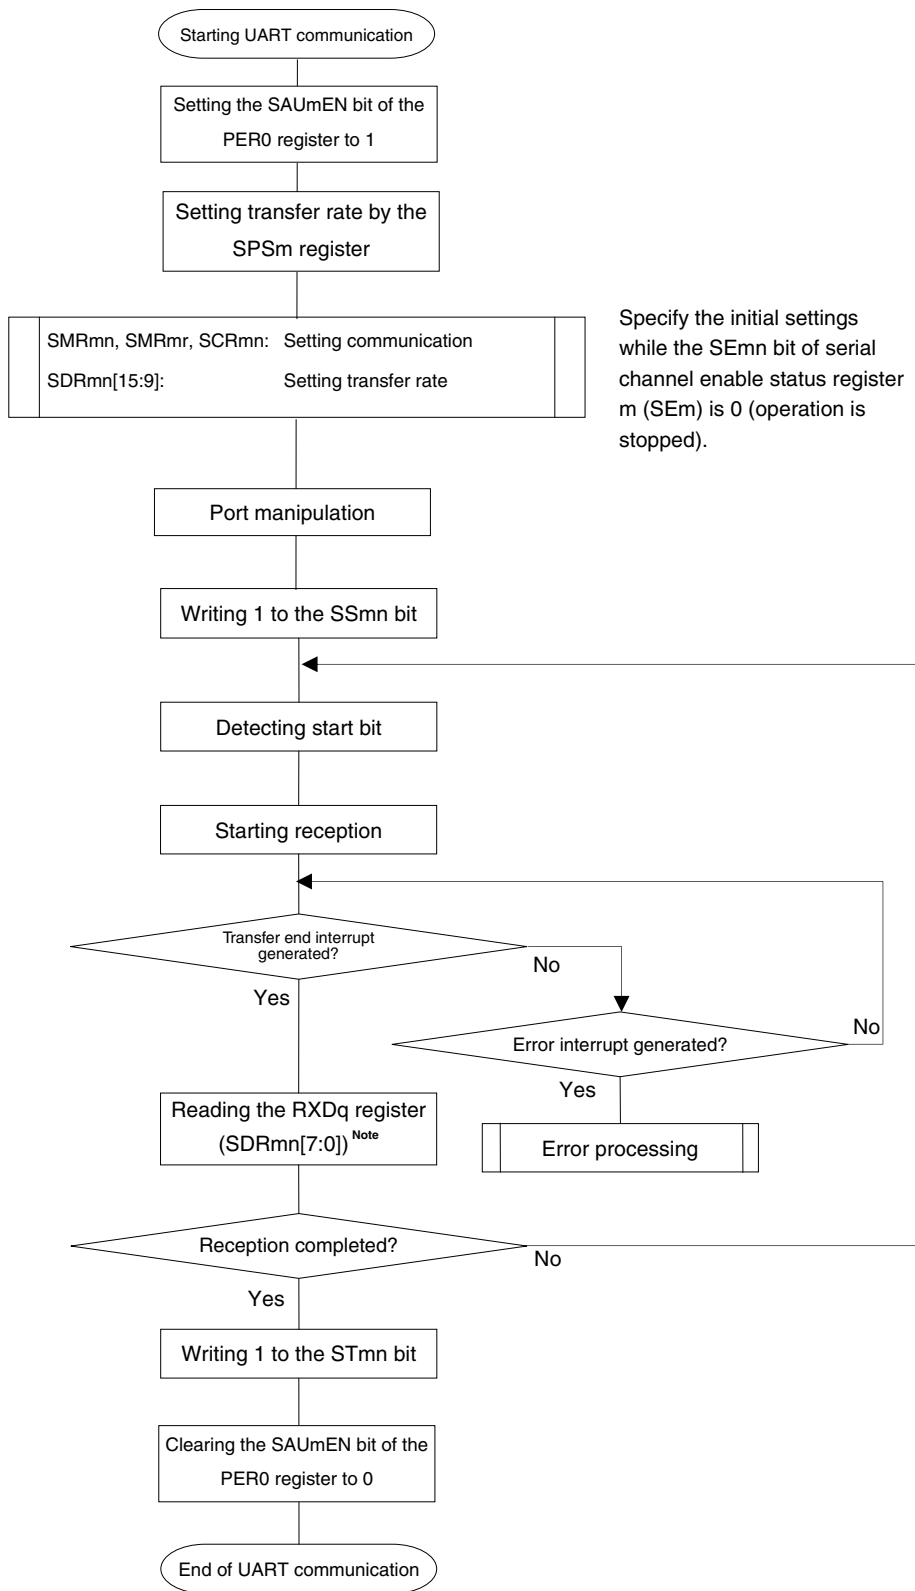 Starting UART communication
Setting the SAUmEN bit of the
PER0 register to 1
Setting transfer rate by the
SPSm register
SMRmn, SMRmr, SCRmn: Setting communication
SDRmn[15:9]: Setting transfer rate
Specify the initial settings
while the SEmn bit of serial
channel enable status register
m (SEm) is 0 (operation is
stopped).
Port manipulation
Writing 1 to the SSmn bit
Detecting start bit
Starting reception
Transfer end interrupt
generated?
No
Yes
Error interrupt generated?
No
Yes
Error processing
Reading the RXDq register
(SDRmn[7:0]) Note
Reception completed?
No
Yes
Writing 1 to the STmn bit
Clearing the SAUmEN bit of the
PER0 register to 0
End of UART communication